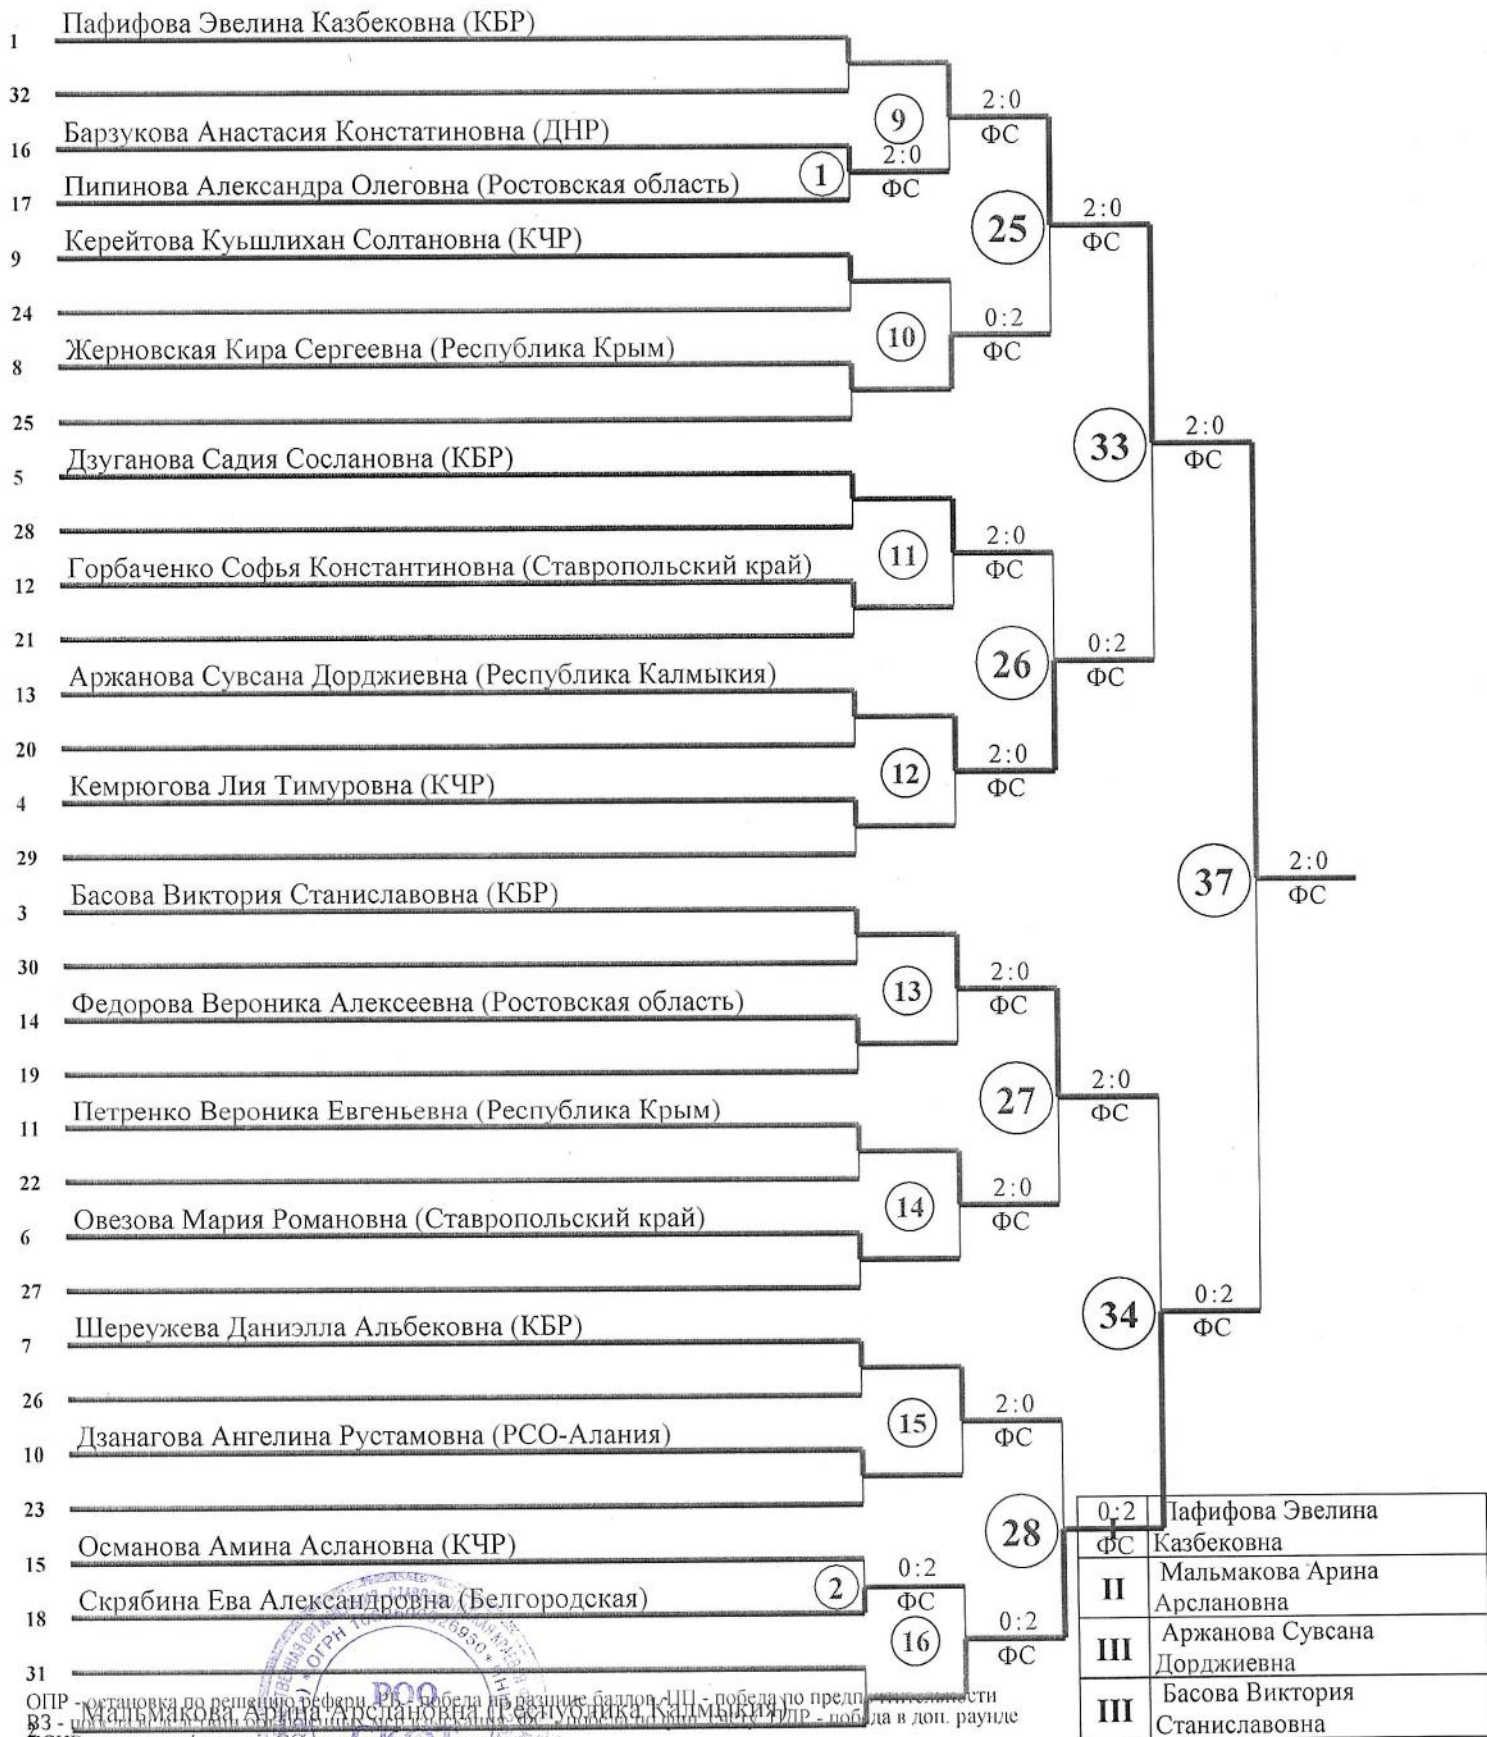 Пафифова Эвелина Казбековна (КБР)
1
32
9
2:0
ФС
Барзукова Анастасия Констатиновна (ДНР)
16
1
2:0
ФС
Пипинова Александра Олеговна (Ростовская область)
17
25
2:0
ФС
Керейтова Куьшлихан Солтановна (КЧР)
9
24
10
0:2
ФС
Жерновская Кира Сергеевна (Республика Крым)
8
25
33
2:0
ФС
Дзуганова Садия Сослановна (КБР)
5
28
11
2:0
ФС
Горбаченко Софья Константиновна (Ставропольский край)
12
21
26
0:2
ФС
Аржанова Сувсана Дорджиевна (Республика Калмыкия)
13
20
12
2:0
ФС
Кемрюгова Лия Тимуровна (КЧР)
4
29
37
2:0
ФС
Басова Виктория Станиславовна (КБР)
3
30
13
2:0
ФС
Федорова Вероника Алексеевна (Ростовская область)
14
19
27
2:0
ФС
Петренко Вероника Евгеньевна (Республика Крым)
11
22
14
2:0
ФС
Овезова Мария Романовна (Ставропольский край)
6
27
34
0:2
ФС
Шереужева Даниэлла Альбековна (КБР)
7
26
15
2:0
ФС
Дзанагова Ангелина Рустамовна (РСО-Алания)
10
23
28
0:2
ФС
I
Пафифова Эвелина
Казбековна
Османова Амина Аслановна (КЧР)
15
2
0:2
ФС
II
Мальмакова Арина
Арслановна
Скрябина Ева Александровна (Белгородская)
18
16
0:2
ФС
III
Аржанова Сувсана
Дорджиевна
31
III
Басова Виктория
Станиславовна
ОПР - остановка по решению рефери, РБ - победа по разнице баллов, ПП - победа по
Мальмакова Арина Арслановна (Республика Калмыкия)
ВЗ - победа в доп. раунде
ОГРН
РОО